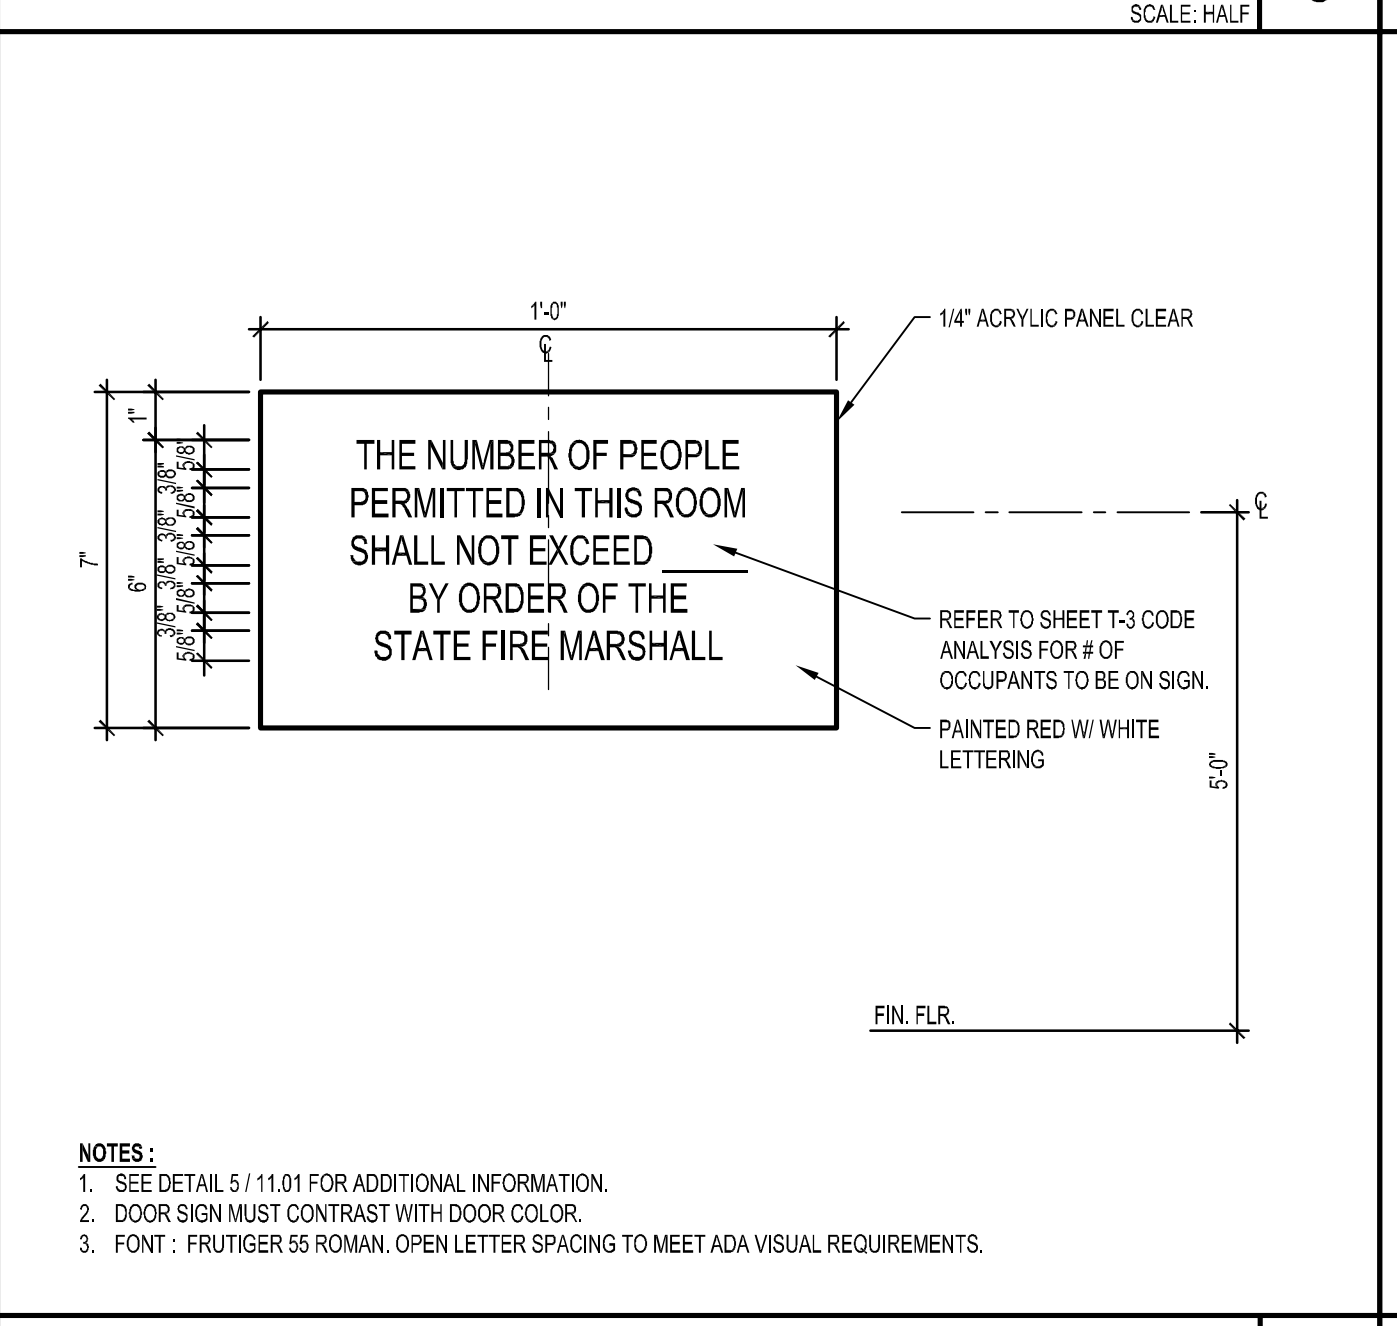 SCALE: HALF
1'-0"
℄
1/4" ACRYLIC PANEL CLEAR
1"
5/8"
3/8"
5/8"
3/8"
5/8"
3/8"
5/8"
3/8"
5/8"
7"
6"
THE NUMBER OF PEOPLE
PERMITTED IN THIS ROOM
SHALL NOT EXCEED ______
BY ORDER OF THE
STATE FIRE MARSHALL
℄
REFER TO SHEET T-3 CODE
ANALYSIS FOR # OF
OCCUPANTS TO BE ON SIGN.
PAINTED RED W/ WHITE
LETTERING
5'-0"
FIN. FLR.
NOTES :
1. SEE DETAIL 5 / 11.01 FOR ADDITIONAL INFORMATION.
2. DOOR SIGN MUST CONTRAST WITH DOOR COLOR.
3. FONT : FRUTIGER 55 ROMAN. OPEN LETTER SPACING TO MEET ADA VISUAL REQUIREMENTS.